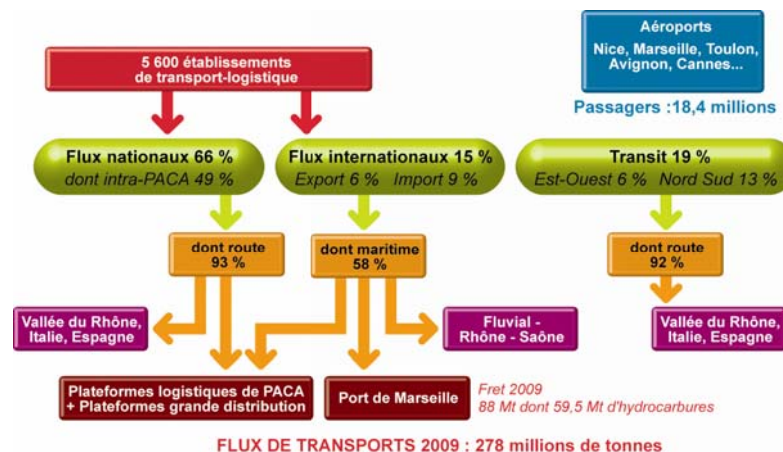 5 600 établissements
de transport-logistique
Aéroports
Nice, Marseille, Toulon,
Avignon, Cannes...
Passagers :18,4 millions
Flux nationaux 66 %
dont intra-PACA 49 %
Flux internationaux 15 %
Export 6 % Import 9 %
Transit 19 %
Est-Ouest 6 % Nord Sud 13 %
dont route
93 %
dont maritime
58 %
dont route
92 %
Vallée du Rhône,
Italie, Espagne
Fluvial -
Rhône - Saône
Vallée du Rhône,
Italie, Espagne
Plateformes logistiques de PACA
+ Plateformes grande distribution
Port de Marseille
Fret 2009
88 Mt dont 59,5 Mt d'hydrocarbures
FLUX DE TRANSPORTS 2009 : 278 millions de tonnes